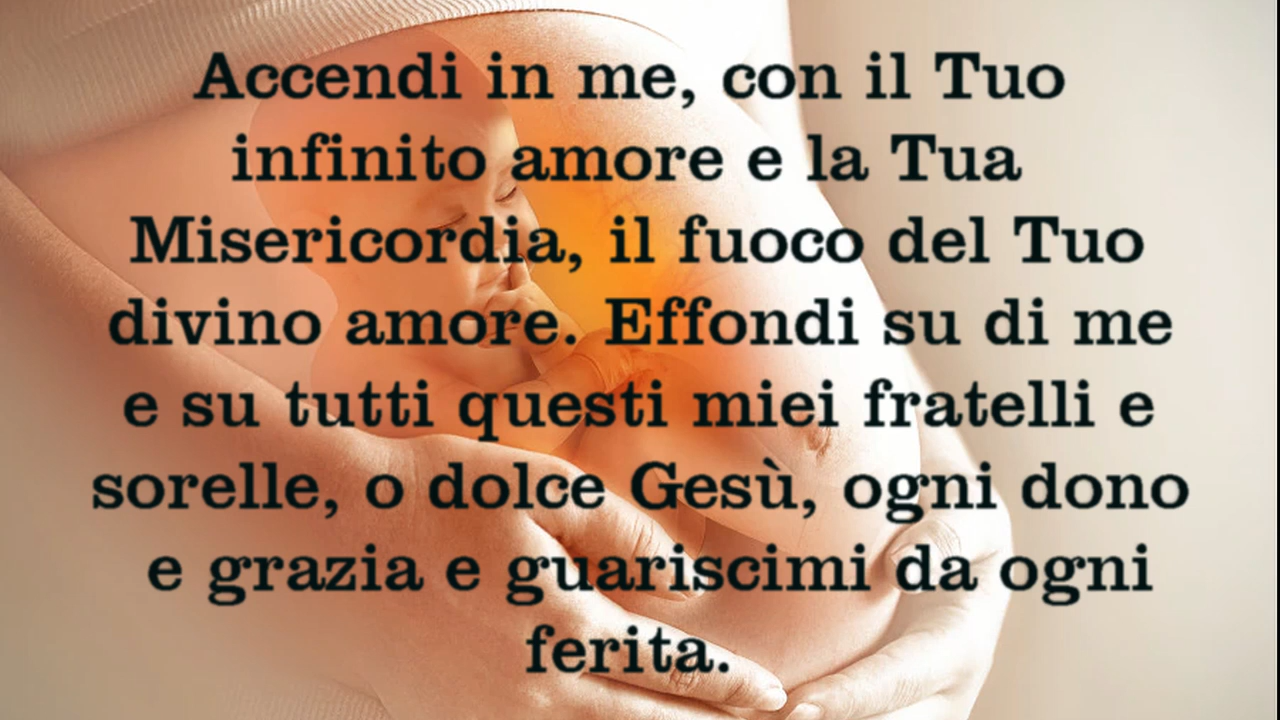 Accendi in me, con il Tuo
infinito amore e la Tua
Misericordia, il fuoco del Tuo
divino amore. Effondi su di me
e su tutti questi miei fratelli e
sorelle, o dolce Gesù, ogni dono
e grazia e guariscimi da ogni
ferita.